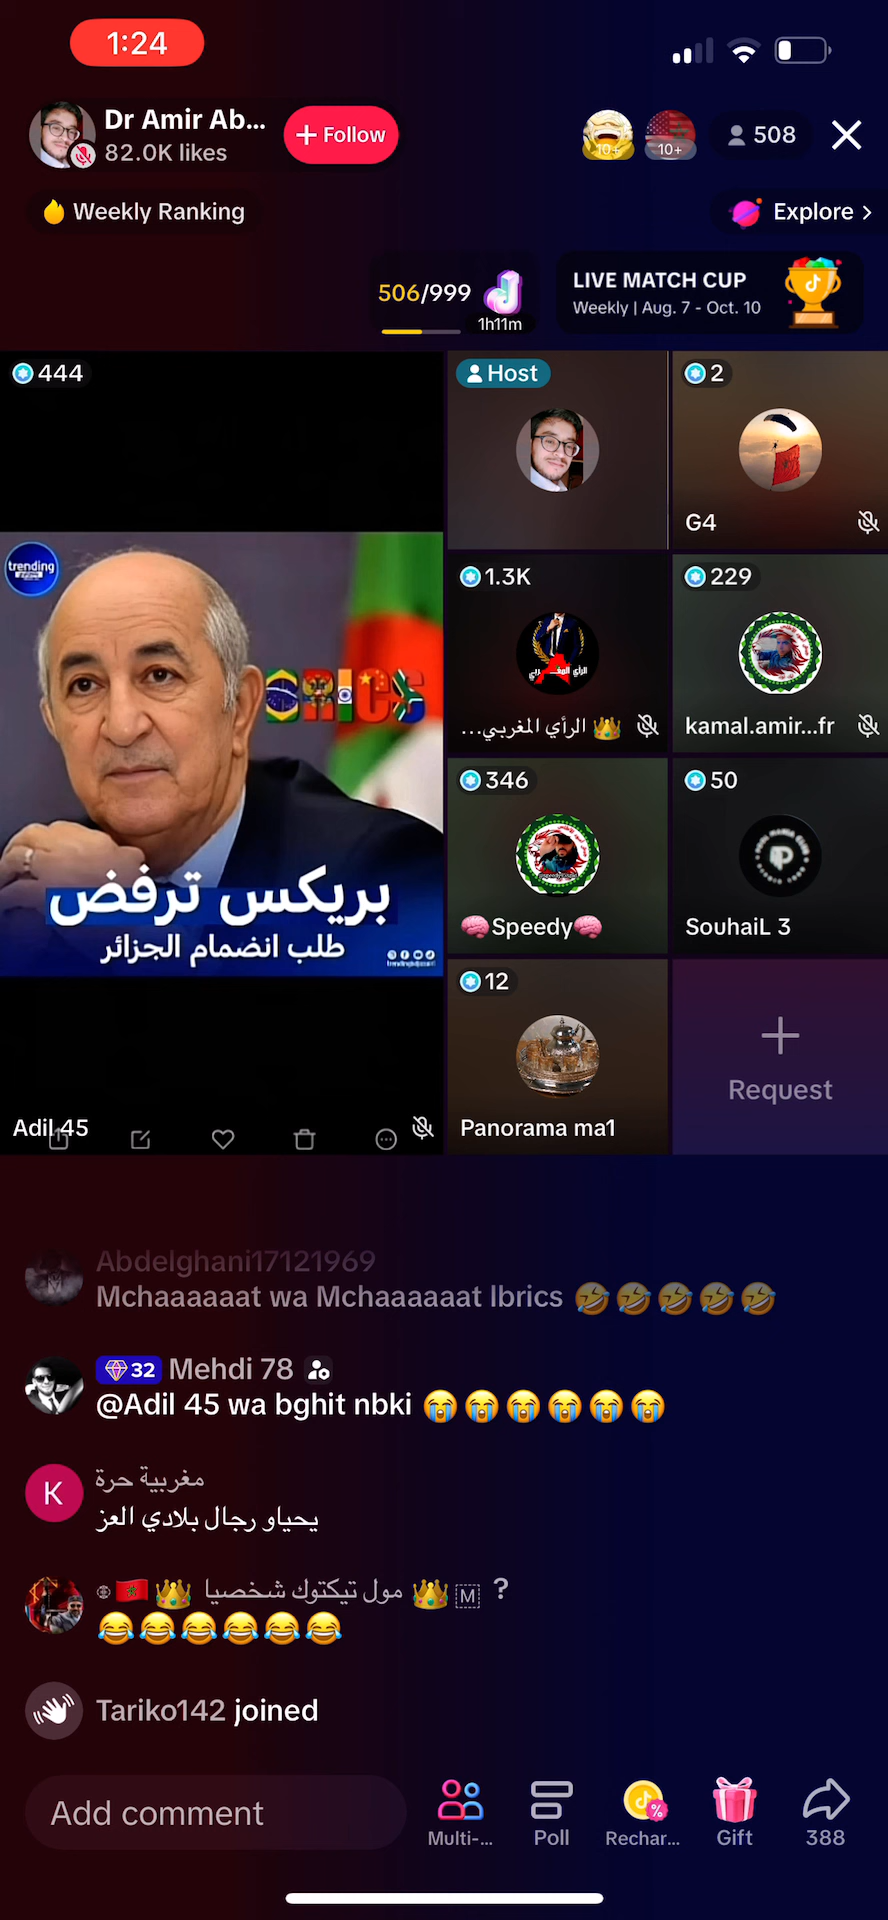 1:24
Dr Amir Ab...
82.0K likes
+ Follow
10+
10+
508
Weekly Ranking
Explore >
506/999
1h11m
LIVE MATCH CUP
Weekly | Aug. 7 - Oct. 10
444
trending
BRICS
بريكس ترفض
طلب انضمام الجزائر
Adil 45
Host
2
G4
1.3K
الرأي المغربي...
229
kamal.amir...fr
346
🧠Speedy🧠
50
SouhaiL 3
12
Panorama ma1
+
Request
Abdelghani17121969
Mchaaaaaat wa Mchaaaaaat lbrics 🤣🤣🤣🤣🤣
32 Mehdi 78
@Adil 45 wa bghit nbki 😭😭😭😭😭😭
K
مغربية حرة
يحياو رجال بلادي العز
🇲🇦 👑 مول تيكتوك شخصيا 👑 M ?
😂😂😂😂😂😂
Tariko142 joined
Add comment
Multi-...
Poll
Rechar...
Gift
388